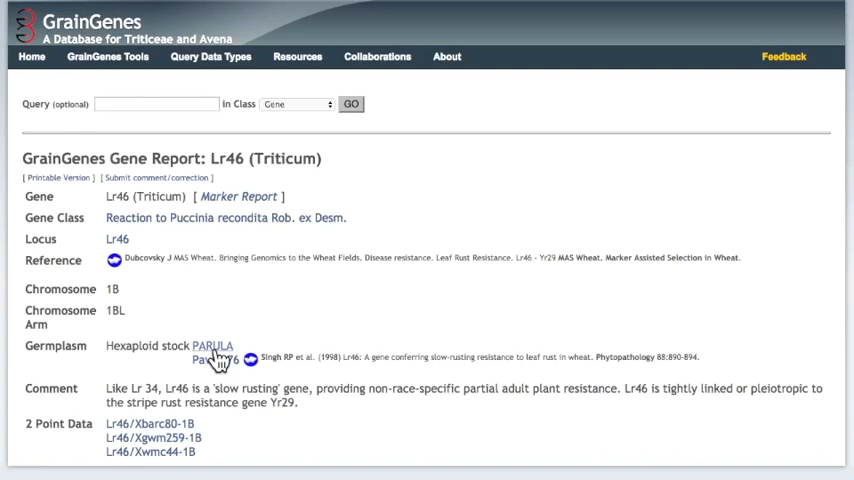 GrainGenes
A Database for Triticeae and Avena
Home GrainGenes Tools Query Data Types Resources Collaborations About Feedback
Query (optional) in Class Gene GO
GrainGenes Gene Report: Lr46 (Triticum)
[ Printable Version ] [ Submit comment/correction ]
Gene Lr46 (Triticum) [ Marker Report ]
Gene Class Reaction to Puccinia recondita Rob. ex Desm.
Locus Lr46
Reference Dubcovsky J MAS Wheat. Bringing Genomics to the Wheat Fields. Disease resistance. Leaf Rust Resistance. Lr46 - Yr29 MAS Wheat. Marker Assisted Selection in Wheat.
Chromosome 1B
Chromosome 1BL
Arm
Germplasm Hexaploid stock PARULA
Singh RP et al. (1998) Lr46: A gene conferring slow-rusting resistance to leaf rust in wheat. Phytopathology 88:890-894.
Comment Like Lr 34, Lr46 is a 'slow rusting' gene, providing non-race-specific partial adult plant resistance. Lr46 is tightly linked or pleiotropic to
the stripe rust resistance gene Yr29.
2 Point Data Lr46/Xbarc80-1B
Lr46/Xgwm259-1B
Lr46/Xwmc44-1B